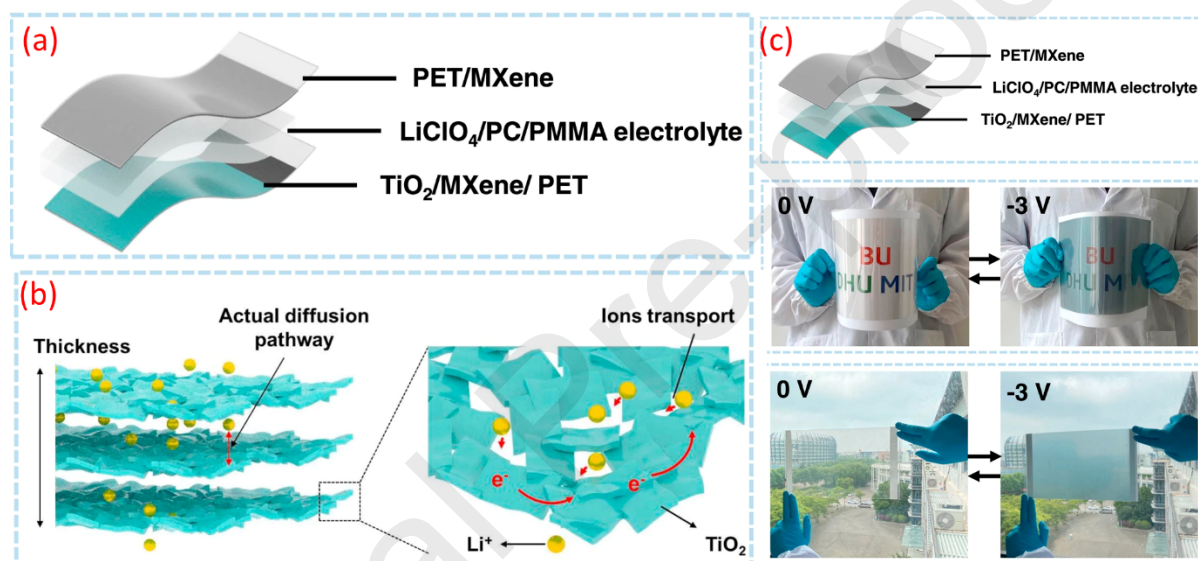 (a)
PET/MXene
LiClO₄/PC/PMMA electrolyte
TiO₂/MXene/ PET
(b)
Thickness
Actual diffusion
pathway
Ions transport
e⁻
e⁻
Li⁺
TiO₂
(c)
PET/MXene
LiClO₄/PC/PMMA electrolyte
TiO₂/MXene/ PET
0 V
BU
DHU MIT
-3 V
BU
DHU M
0 V
-3 V